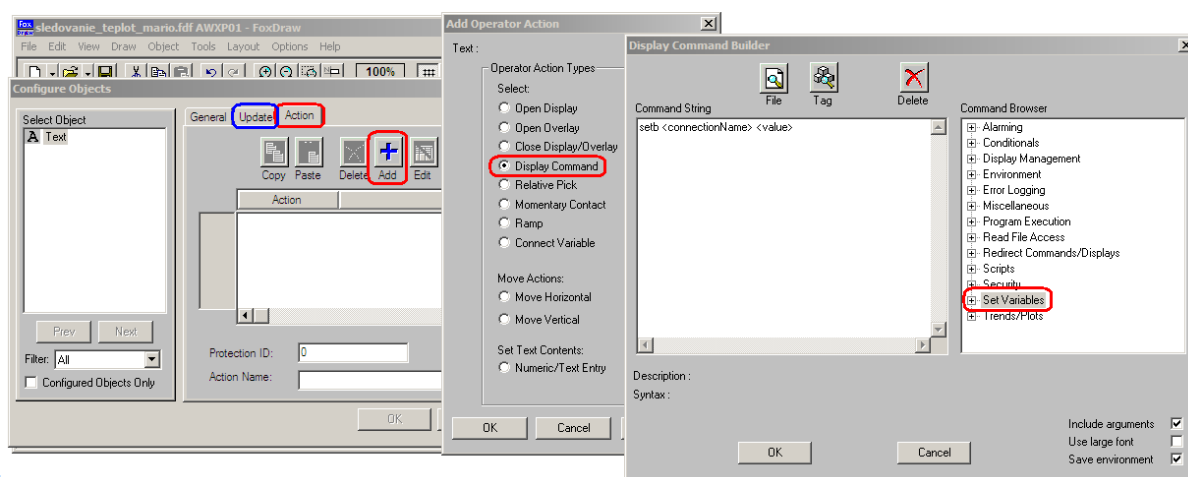 sledovanie_teplot_mario.fdf AWXP01 - FoxDraw
File Edit View Draw Object Tools Layout Options Help
100%
Configure Objects
Select Object
A Text
Prev Next
Filter: All
Configured Objects Only
General Update Action
Copy Paste Delete Add Edit
Action
Protection ID: 0
Action Name:
OK
Add Operator Action
Text :
Operator Action Types
Select:
Open Display
Open Overlay
Close Display/Overlay
Display Command
Relative Pick
Momentary Contact
Ramp
Connect Variable
Move Actions:
Move Horizontal
Move Vertical
Set Text Contents:
Numeric/Text Entry
OK Cancel
Display Command Builder
File Tag Delete
Command String
setb <connectionName> <value>
Command Browser
Alarming
Conditionals
Display Management
Environment
Error Logging
Miscellaneous
Program Execution
Read File Access
Redirect Commands/Displays
Scripts
Security
Set Variables
Trends/Plots
Description :
Syntax :
Include arguments
Use large font
Save environment
OK Cancel